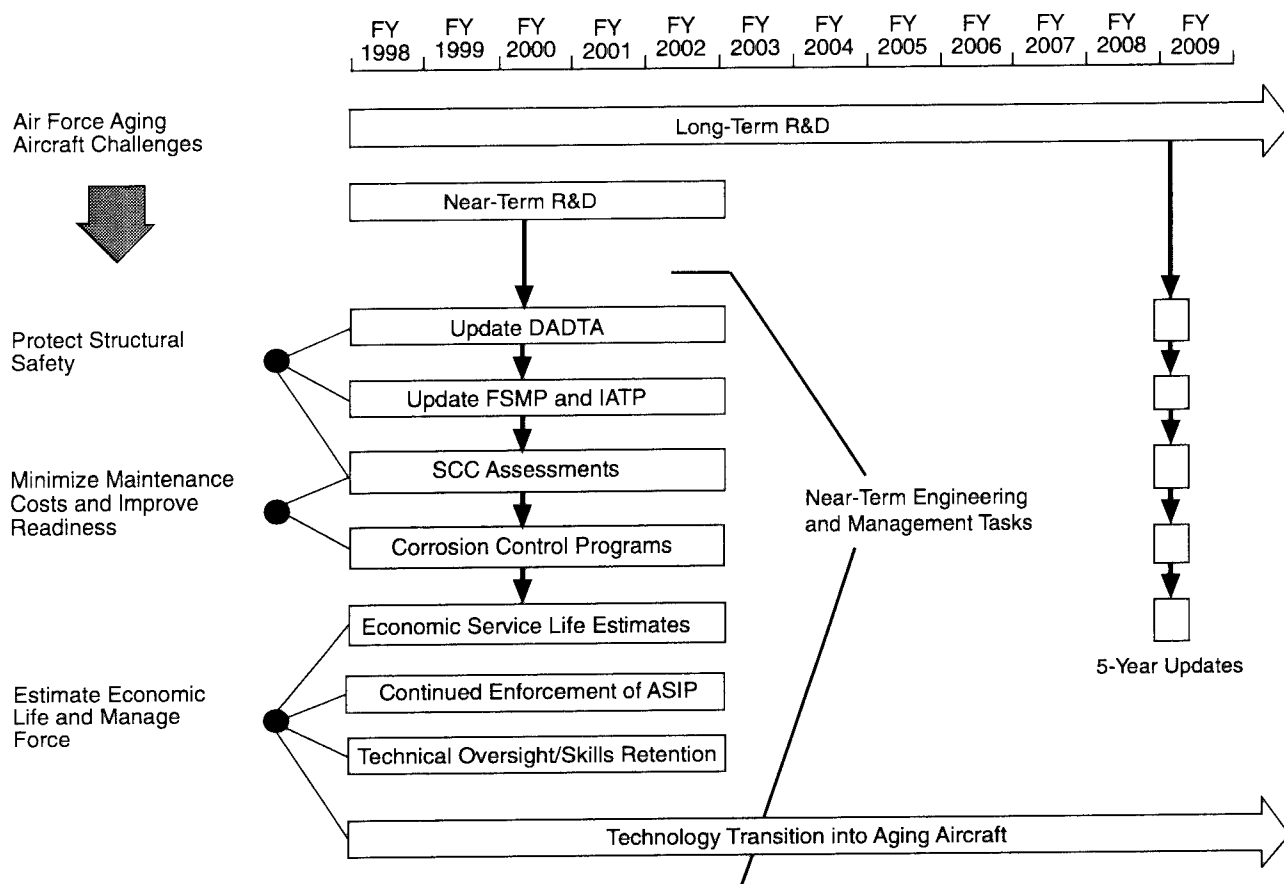 FY 1998
FY 1999
FY 2000
FY 2001
FY 2002
FY 2003
FY 2004
FY 2005
FY 2006
FY 2007
FY 2008
FY 2009
Air Force Aging
Aircraft Challenges
Long-Term R&D
Near-Term R&D
Protect Structural
Safety
Update DADTA
Update FSMP and IATP
Minimize Maintenance
Costs and Improve
Readiness
SCC Assessments
Corrosion Control Programs
Near-Term Engineering
and Management Tasks
Economic Service Life Estimates
5-Year Updates
Estimate Economic
Life and Manage
Force
Continued Enforcement of ASIP
Technical Oversight/Skills Retention
Technology Transition into Aging Aircraft